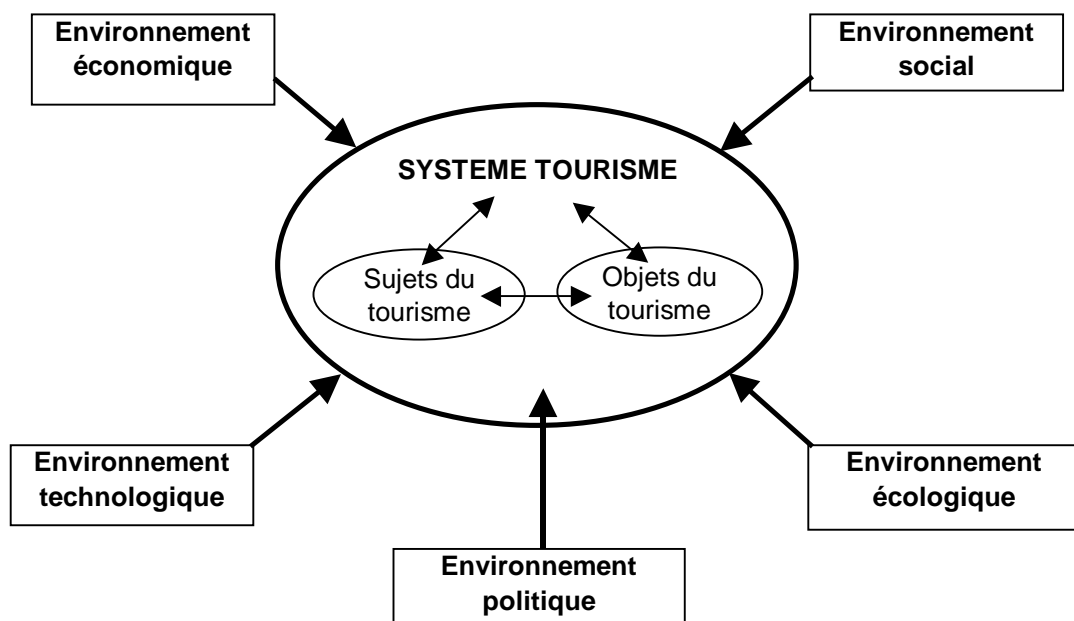 Environnement
économique
Environnement
social
SYSTEME TOURISME
Sujets du
tourisme
Objets du
tourisme
Environnement
technologique
Environnement
écologique
Environnement
politique